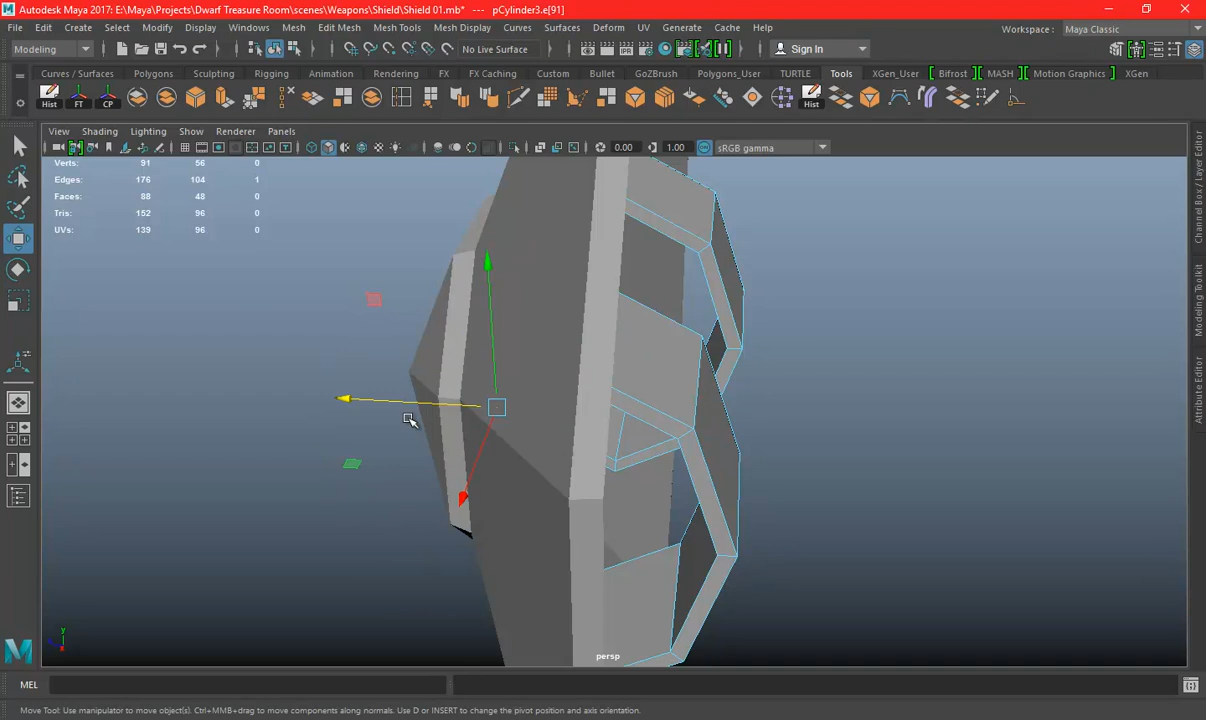 Autodesk Maya 2017: E:\Maya\Projects\Dwarf Treasure Room\scenes\Weapons\Shield\Shield 01.mb* --- pCylinder3.e[91]
File Edit Create Select Modify Display Windows Mesh Edit Mesh Mesh Tools Mesh Display Curves Surfaces Deform UV Generate Cache Help Workspace: Maya Classic
Modeling No Live Surface Sign In
Curves / Surfaces Polygons Sculpting Rigging Animation Rendering FX FX Caching Custom Bullet GoZBrush Polygons_User TURTLE Tools XGen_User Bifrost MASH Motion Graphics XGen
Hist FT CP Hist
View Shading Lighting Show Renderer Panels
0.00 1.00 sRGB gamma
Verts: 91 56 0
Edges: 176 104 1
Faces: 88 48 0
Tris: 152 96 0
UVs: 139 96 0
Channel Box / Layer Editor
Modeling Toolkit
Attribute Editor
y
persp
MEL
Move Tool: Use manipulator to move object(s). Ctrl+MMB+drag to move components along normals. Use D or INSERT to change the pivot position and axis orientation.